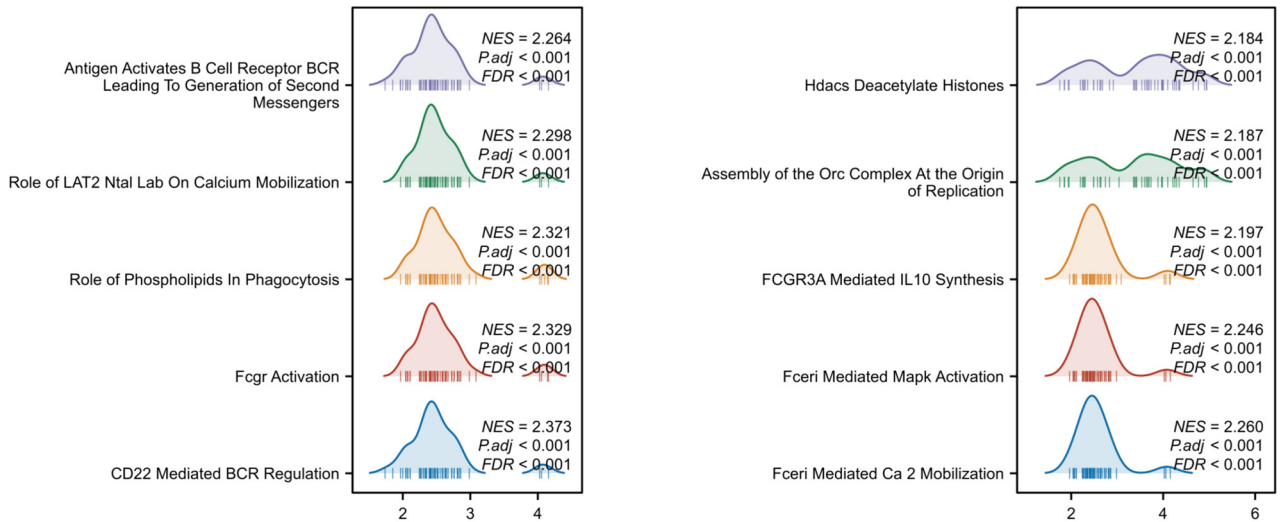 Antigen Activates B Cell Receptor BCR
Leading To Generation of Second
Messengers
NES = 2.264
P.adj < 0.001
FDR < 0.001
Role of LAT2 Ntal Lab On Calcium Mobilization
NES = 2.298
P.adj < 0.001
FDR < 0.001
Role of Phospholipids In Phagocytosis
NES = 2.321
P.adj < 0.001
FDR < 0.001
Fcgr Activation
NES = 2.329
P.adj < 0.001
FDR < 0.001
CD22 Mediated BCR Regulation
NES = 2.373
P.adj < 0.001
FDR < 0.001
2 3 4
Hdacs Deacetylate Histones
NES = 2.184
P.adj < 0.001
FDR < 0.001
Assembly of the Orc Complex At the Origin
of Replication
NES = 2.187
P.adj < 0.001
FDR < 0.001
FCGR3A Mediated IL10 Synthesis
NES = 2.197
P.adj < 0.001
FDR < 0.001
Fceri Mediated Mapk Activation
NES = 2.246
P.adj < 0.001
FDR < 0.001
Fceri Mediated Ca 2 Mobilization
NES = 2.260
P.adj < 0.001
FDR < 0.001
2 4 6